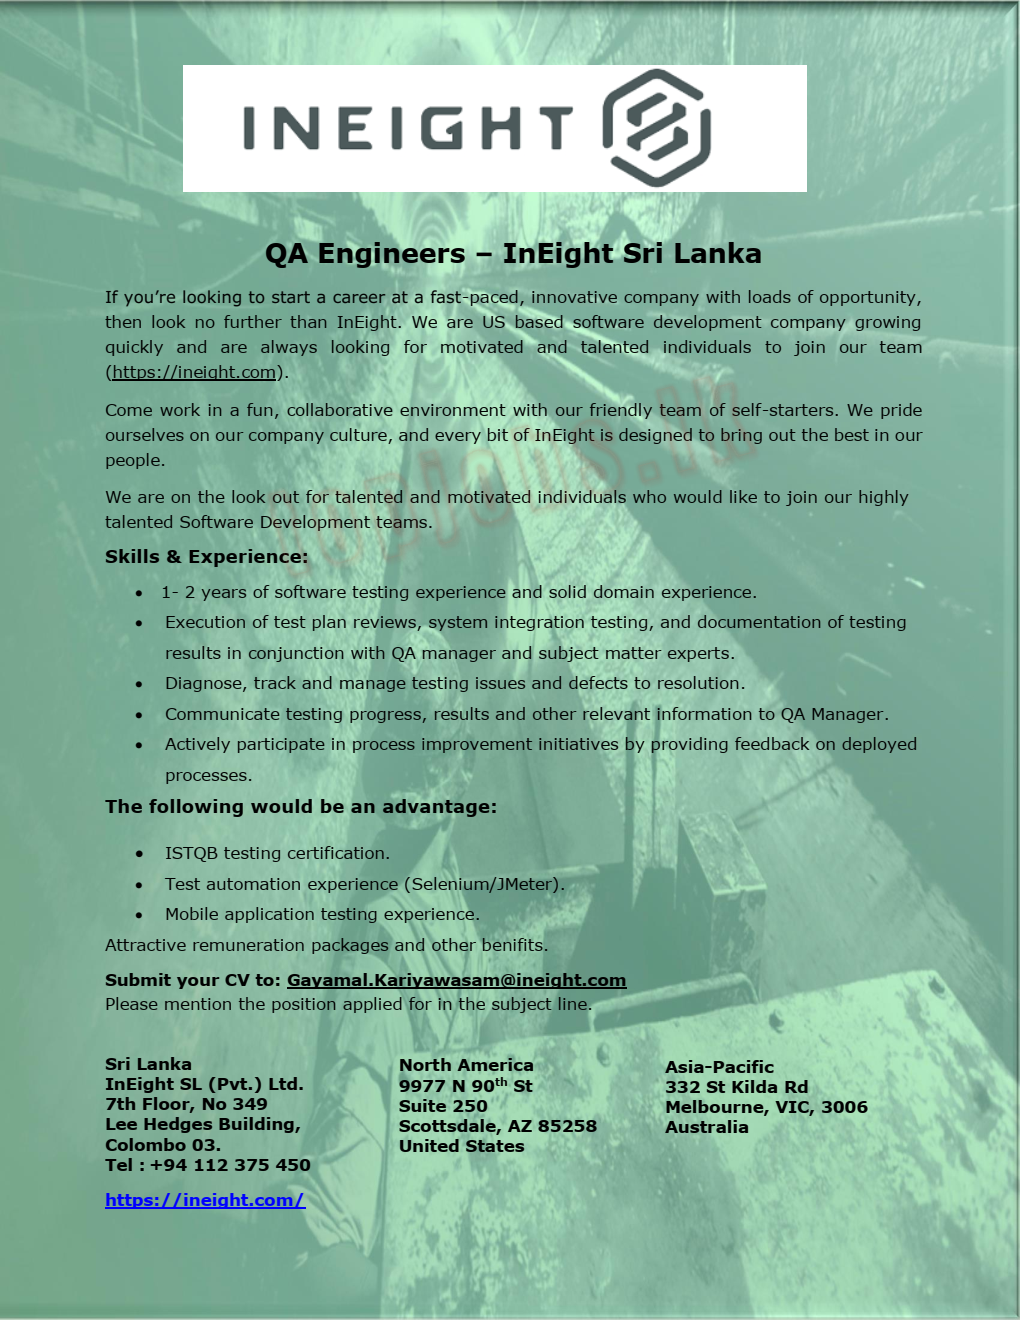 INEIGHT
QA Engineers – InEight Sri Lanka
If you’re looking to start a career at a fast-paced, innovative company with loads of opportunity,
then look no further than InEight. We are US based software development company growing
quickly and are always looking for motivated and talented individuals to join our team
(https://ineight.com).
Come work in a fun, collaborative environment with our friendly team of self-starters. We pride
ourselves on our company culture, and every bit of InEight is designed to bring out the best in our
people.
We are on the look out for talented and motivated individuals who would like to join our highly
talented Software Development teams.
Skills & Experience:
• 1- 2 years of software testing experience and solid domain experience.
• Execution of test plan reviews, system integration testing, and documentation of testing
results in conjunction with QA manager and subject matter experts.
• Diagnose, track and manage testing issues and defects to resolution.
• Communicate testing progress, results and other relevant information to QA Manager.
• Actively participate in process improvement initiatives by providing feedback on deployed
processes.
The following would be an advantage:
• ISTQB testing certification.
• Test automation experience (Selenium/JMeter).
• Mobile application testing experience.
Attractive remuneration packages and other benifits.
Submit your CV to: Gayamal.Kariyawasam@ineight.com
Please mention the position applied for in the subject line.
Sri Lanka
InEight SL (Pvt.) Ltd.
7th Floor, No 349
Lee Hedges Building,
Colombo 03.
Tel : +94 112 375 450
https://ineight.com/
North America
9977 N 90th St
Suite 250
Scottsdale, AZ 85258
United States
Asia-Pacific
332 St Kilda Rd
Melbourne, VIC, 3006
Australia